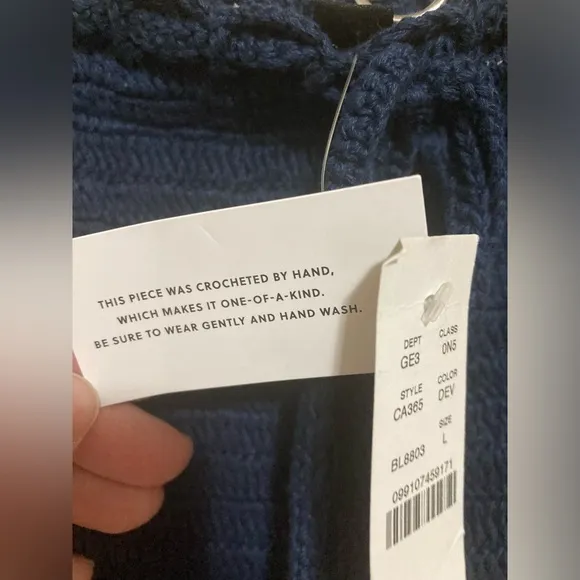 THIS PIECE WAS CROCHETED BY HAND,
WHICH MAKES IT ONE-OF-A-KIND.
BE SURE TO WEAR GENTLY AND HAND WASH.
DEPT CLASS
GE3 0N5
STYLE COLOR
CA365 DEV
SIZE
BL8803 L
099107459171